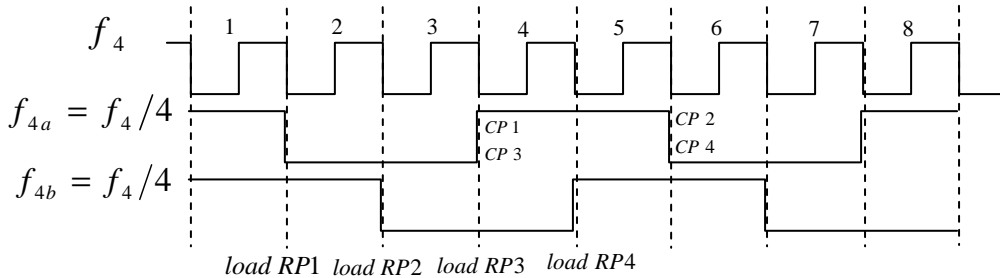 f4
1 2 3 4 5 6 7 8
f4a = f4/4
CP 1 CP 2
CP 3 CP 4
f4b = f4/4
load RP1 load RP2 load RP3 load RP4